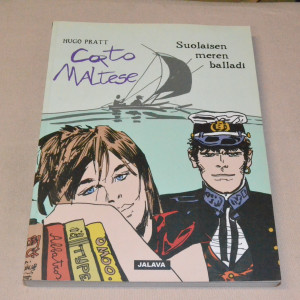 HUGO PRATT
Corto
MALTESE
Suolaisen
meren
balladi
JALAVA